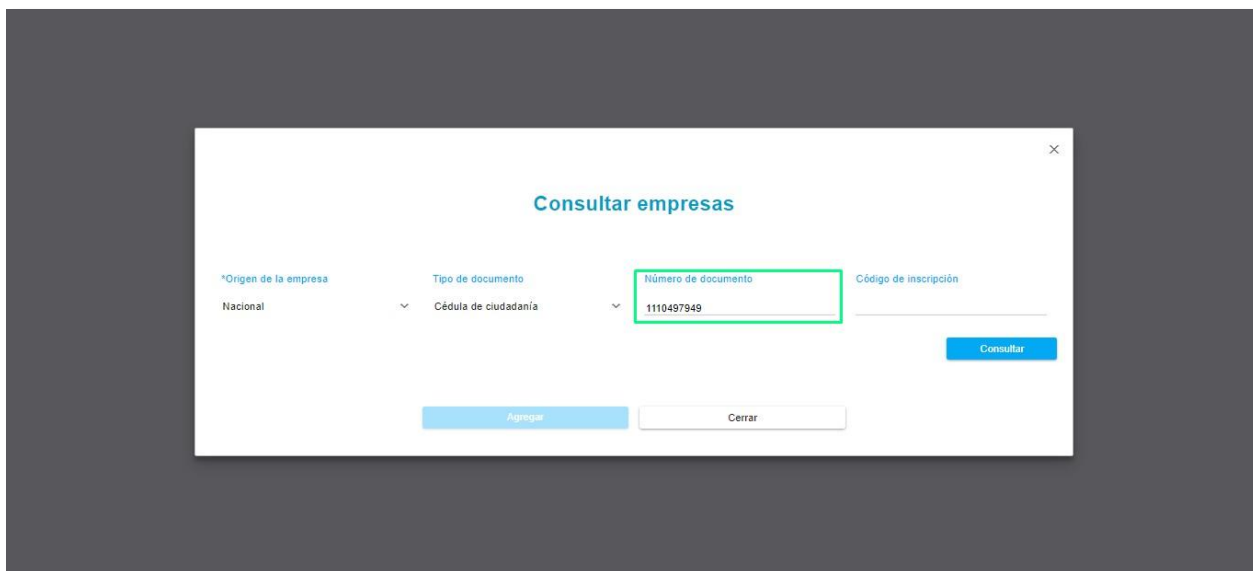 Consultar empresas
*Origen de la empresa
Tipo de documento
Número de documento
Código de inscripción
Nacional
Cédula de ciudadanía
1110497949
Consultar
Agregar
Cerrar